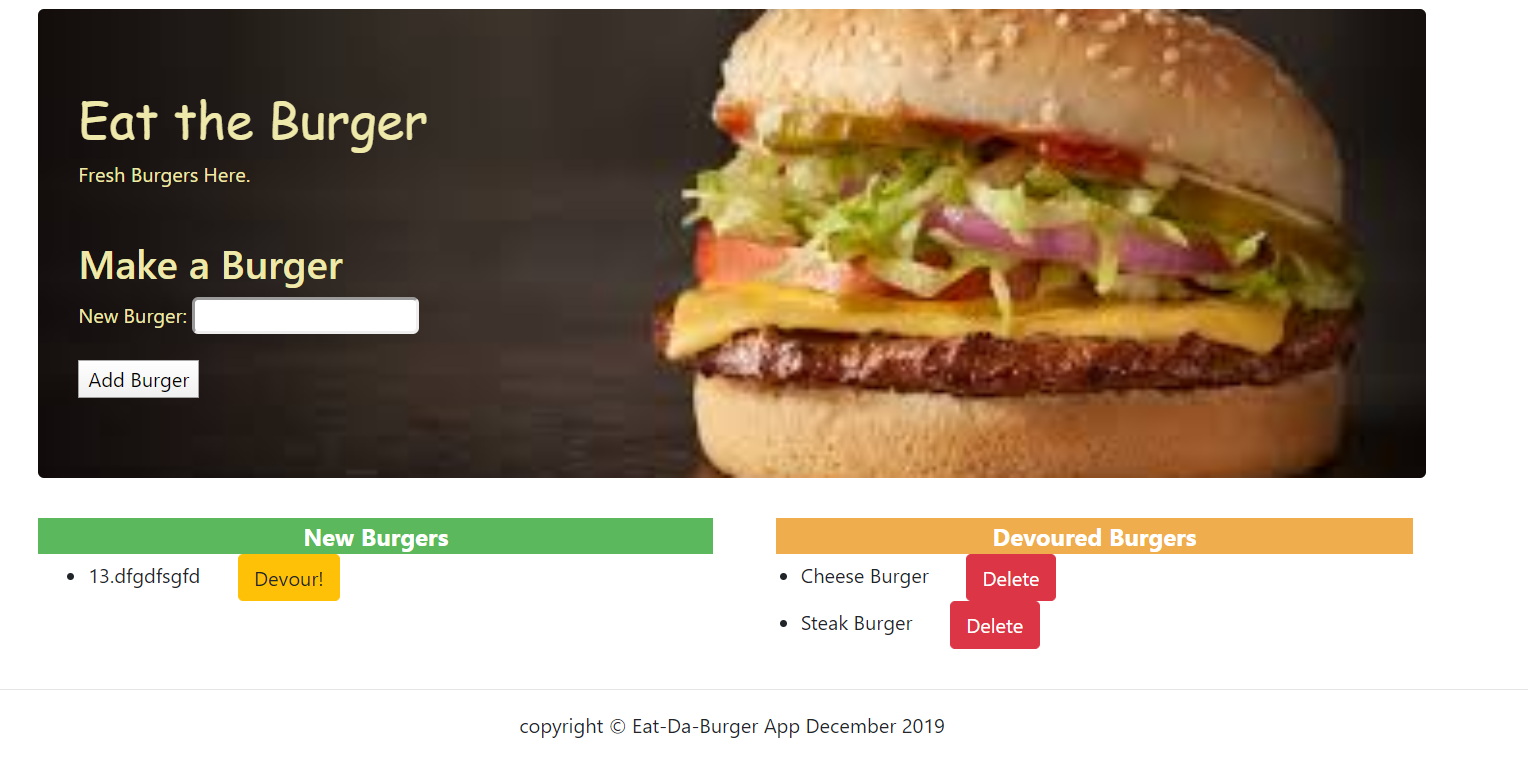 Eat the Burger
Fresh Burgers Here.
Make a Burger
New Burger:
Add Burger
New Burgers
13.dfgdfsgfd Devour!
Devoured Burgers
Cheese Burger Delete
Steak Burger Delete
copyright © Eat-Da-Burger App December 2019